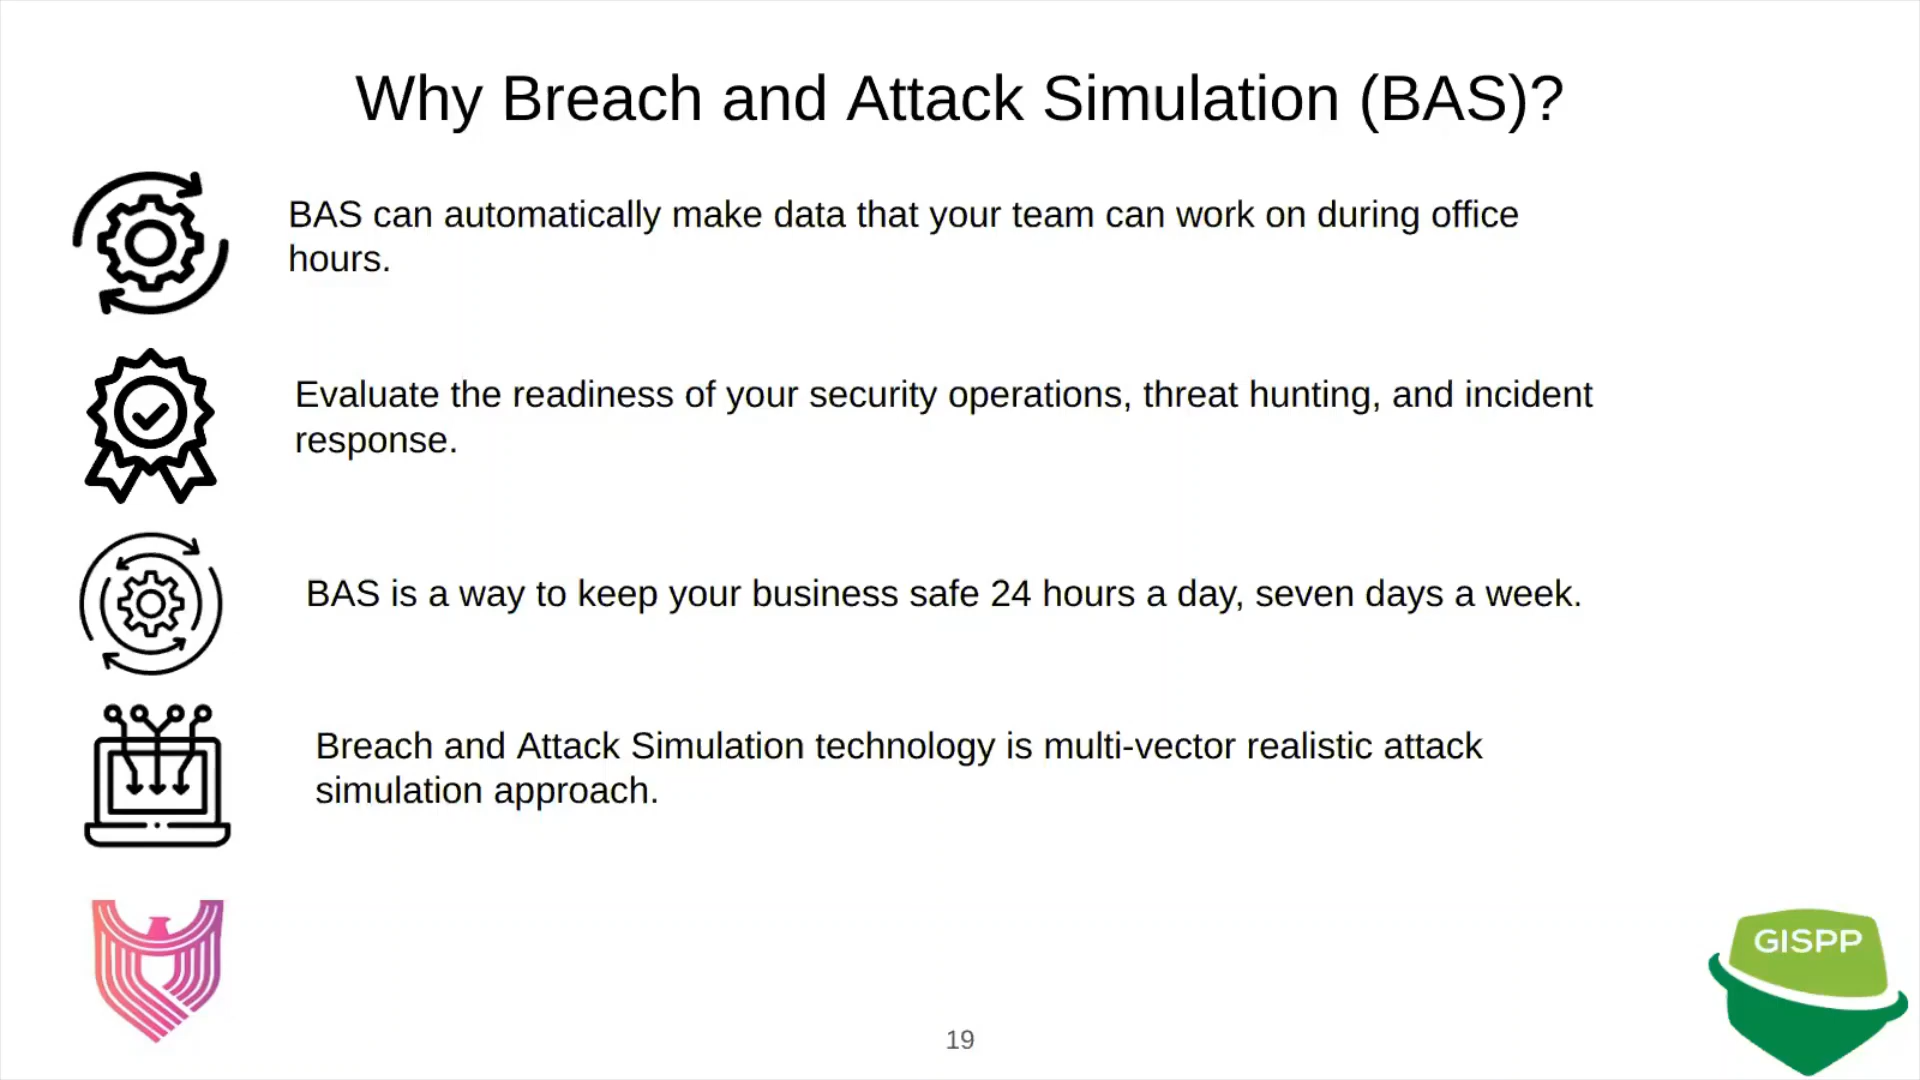 Why Breach and Attack Simulation (BAS)?
BAS can automatically make data that your team can work on during office
hours.
Evaluate the readiness of your security operations, threat hunting, and incident
response.
BAS is a way to keep your business safe 24 hours a day, seven days a week.
Breach and Attack Simulation technology is multi-vector realistic attack
simulation approach.
GISPP
19